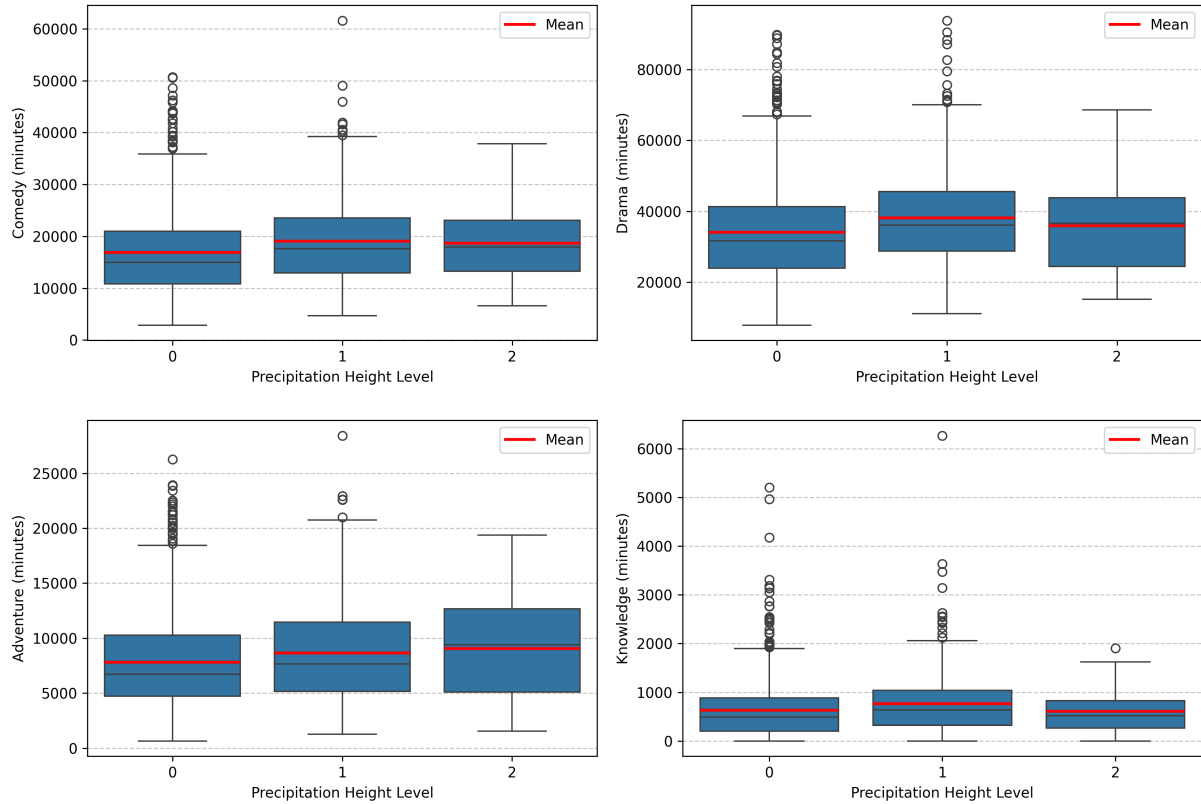 Comedy (minutes)
60000
50000
40000
30000
20000
10000
0
Mean
0 1 2
Precipitation Height Level
Drama (minutes)
80000
60000
40000
20000
Mean
0 1 2
Precipitation Height Level
Adventure (minutes)
25000
20000
15000
10000
5000
0
Mean
0 1 2
Precipitation Height Level
Knowledge (minutes)
6000
5000
4000
3000
2000
1000
0
Mean
0 1 2
Precipitation Height Level